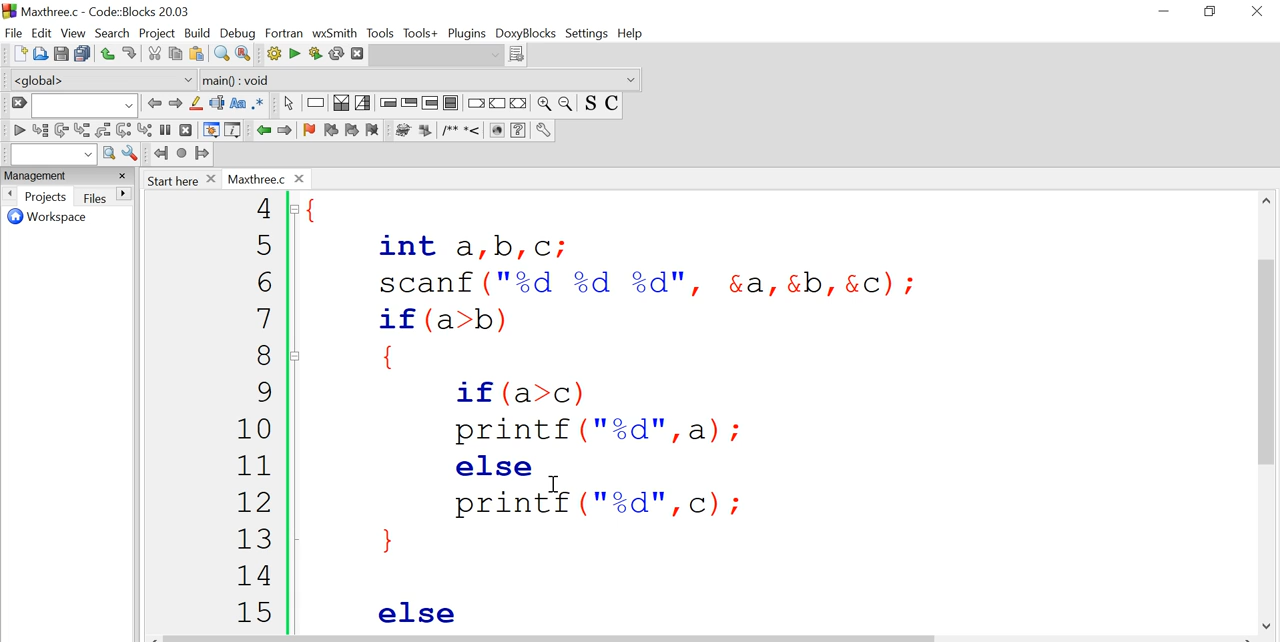 Maxthree.c - Code::Blocks 20.03
File Edit View Search Project Build Debug Fortran wxSmith Tools Tools+ Plugins DoxyBlocks Settings Help
<global> main() : void
Aa .* S C
/** *<
Management
Projects Files
Workspace
Start here Maxthree.c
4 {
5 int a,b,c;
6 scanf("%d %d %d", &a,&b,&c);
7 if(a>b)
8 {
9 if(a>c)
10 printf("%d",a);
11 else
12 printf("%d",c);
13 }
14
15 else